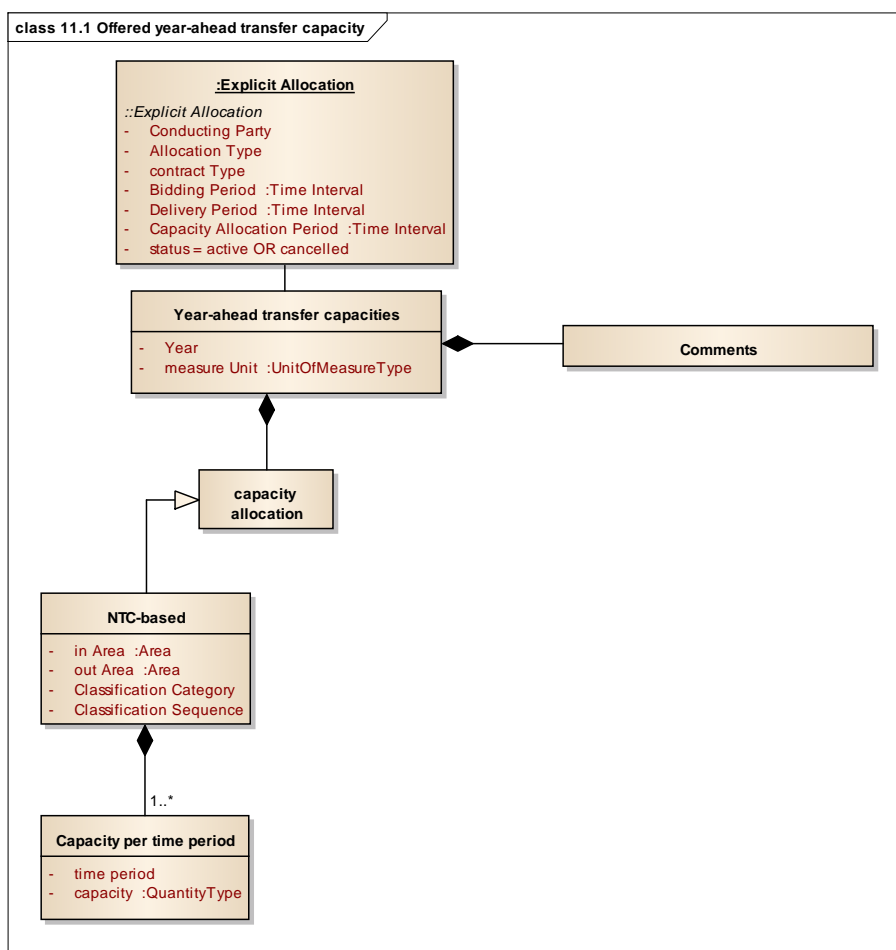 class 11.1 Offered year-ahead transfer capacity
:Explicit Allocation
::Explicit Allocation
- Conducting Party
- Allocation Type
- contract Type
- Bidding Period :Time Interval
- Delivery Period :Time Interval
- Capacity Allocation Period :Time Interval
- status = active OR cancelled
Year-ahead transfer capacities
- Year
- measure Unit :UnitOfMeasureType
Comments
capacity
allocation
NTC-based
- in Area :Area
- out Area :Area
- Classification Category
- Classification Sequence
1..*
Capacity per time period
- time period
- capacity :QuantityType